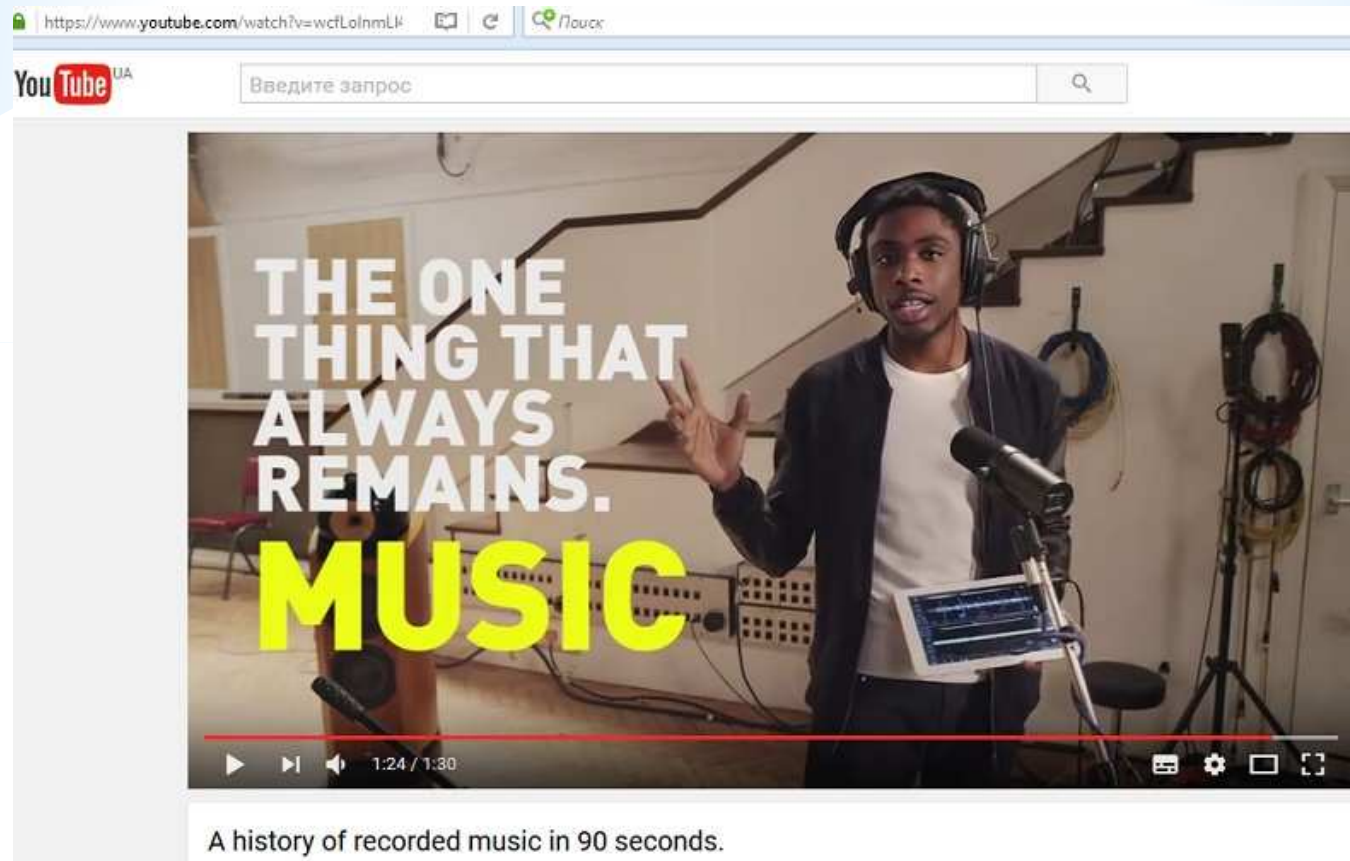 https://www.youtube.com/watch?v=wcfLoInmLI
Поиск
YouTube UA
Введите запрос
THE ONE
THING THAT
ALWAYS
REMAINS.
MUSIC
1:24 / 1:30
A history of recorded music in 90 seconds.